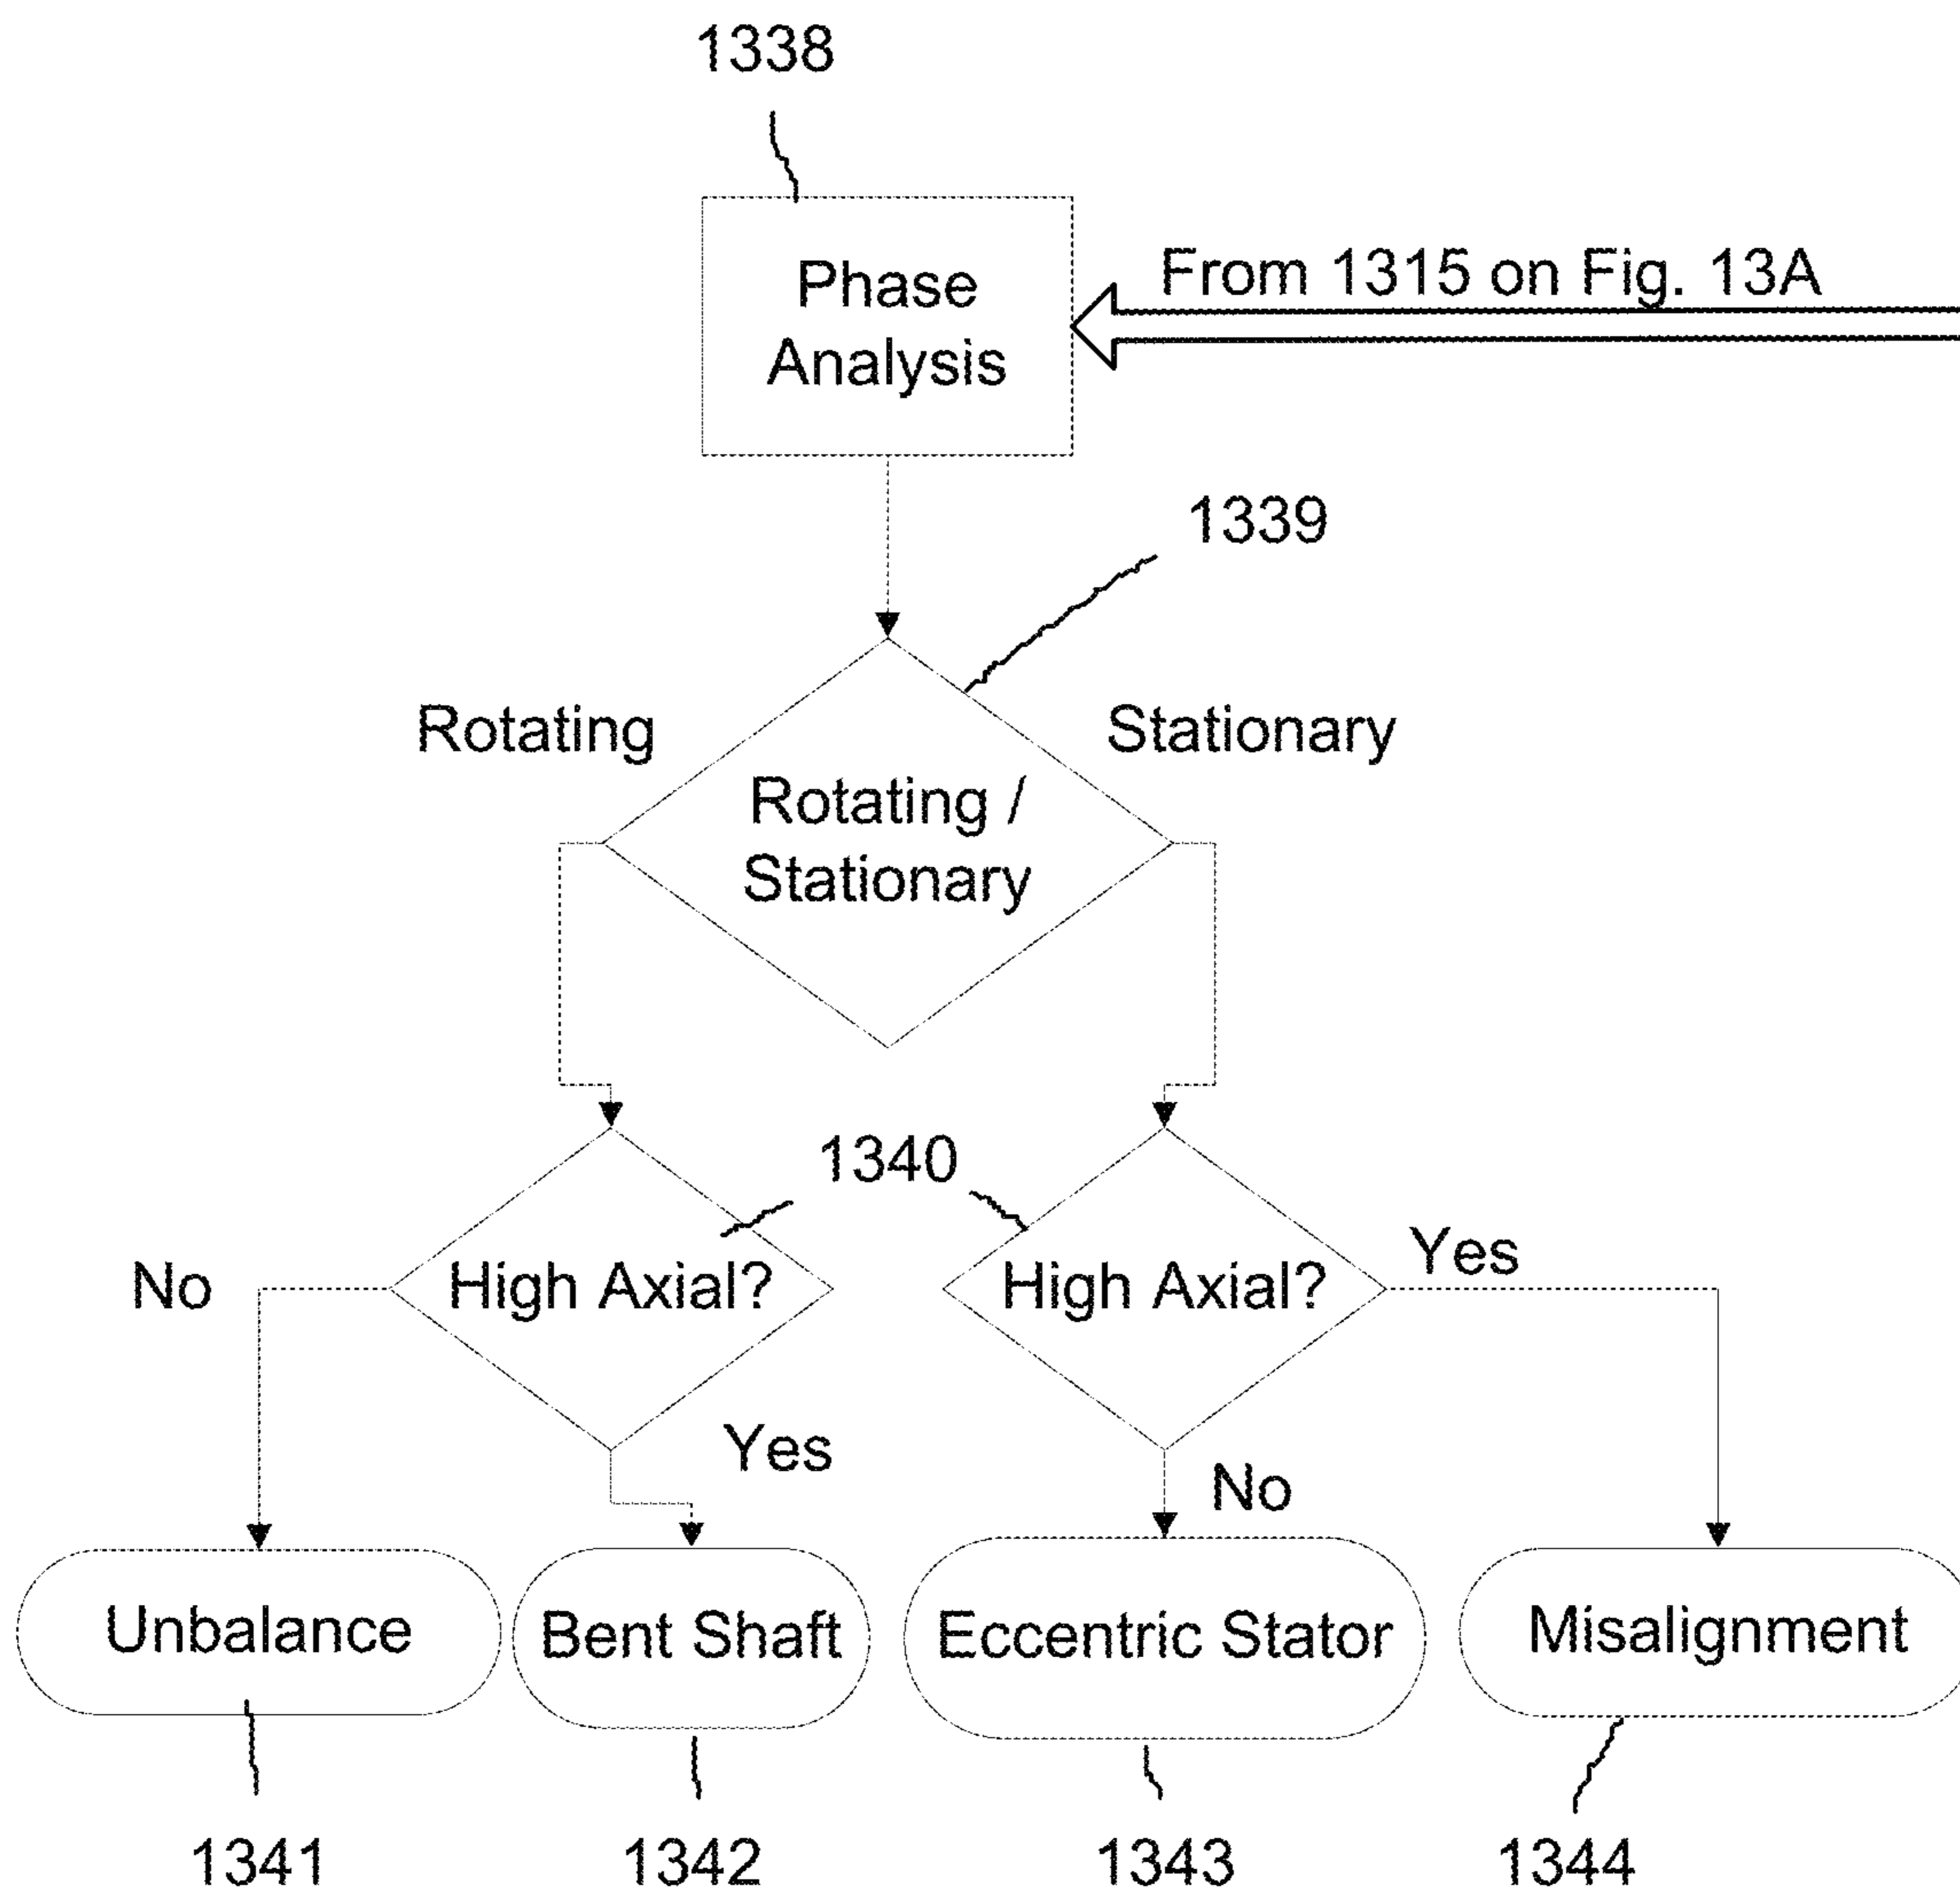 1338
Phase
Analysis
From 1315 on Fig. 13A
1339
Rotating
Stationary
Rotating /
Stationary
1340
No
High Axial?
High Axial?
Yes
Yes
No
Unbalance
Bent Shaft
Eccentric Stator
Misalignment
1341
1342
1343
1344